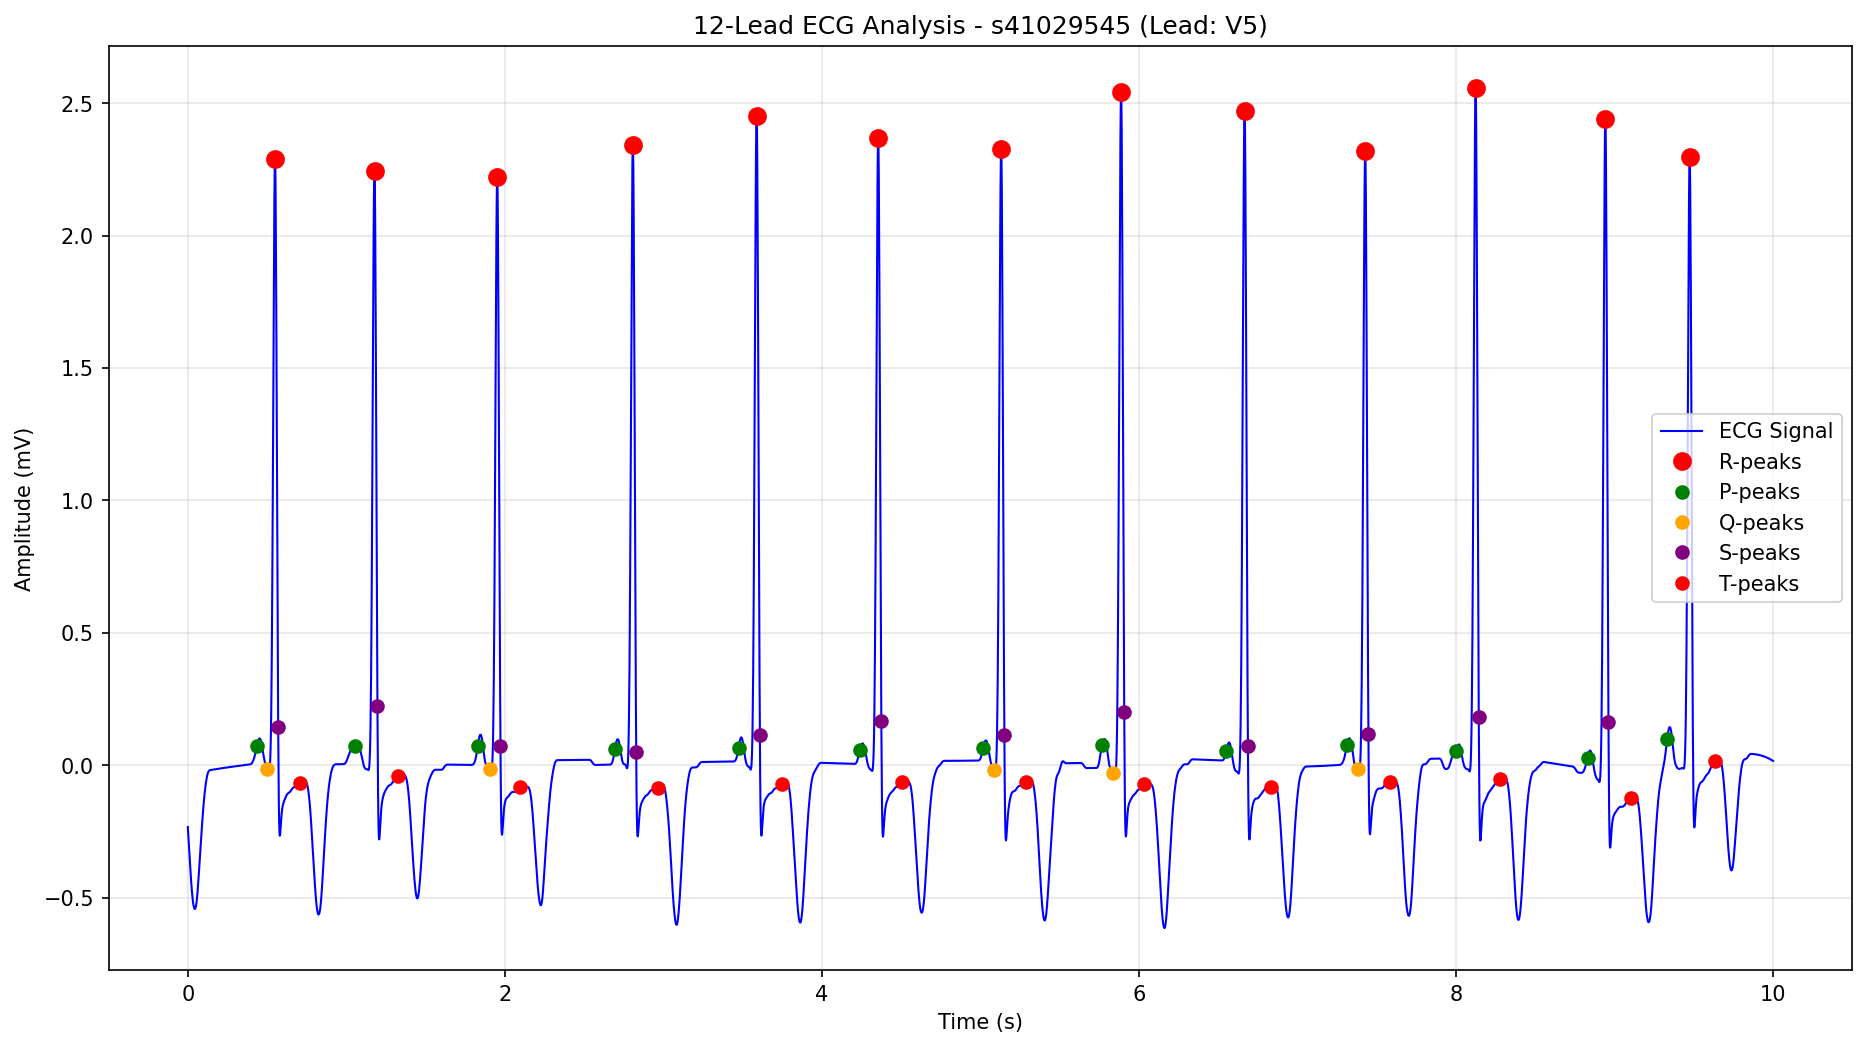 12-Lead ECG Analysis - s41029545 (Lead: V5)
Amplitude (mV)
2.5
2.0
1.5
1.0
0.5
0.0
−0.5
ECG Signal
R-peaks
P-peaks
Q-peaks
S-peaks
T-peaks
0 2 4 6 8 10
Time (s)